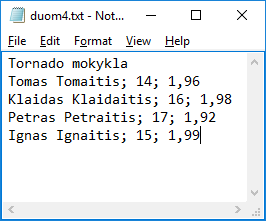 duom4.txt - Not...
File Edit Format View Help
Tornado mokykla
Tomas Tomaitis; 14; 1,96
Klaidas Klaidaitis; 16; 1,98
Petras Petraitis; 17; 1,92
Ignas Ignaitis; 15; 1,99